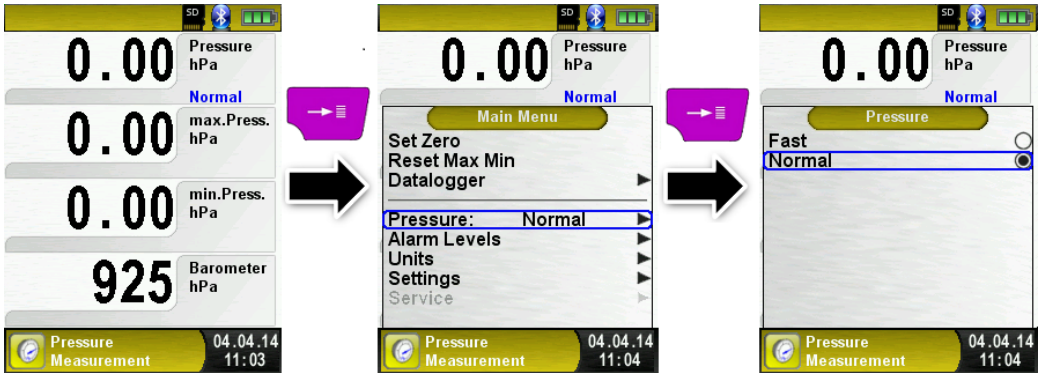 SD
0.00
Pressure
hPa
Normal
0.00
max.Press.
hPa
0.00
min.Press.
hPa
925
Barometer
hPa
Pressure
Measurement
04.04.14
11:03
SD
0.00
Pressure
hPa
Normal
Main Menu
Set Zero
Reset Max Min
Datalogger
Pressure: Normal
Alarm Levels
Units
Settings
Service
Pressure
Measurement
04.04.14
11:04
SD
0.00
Pressure
hPa
Normal
Pressure
Fast
Normal
Pressure
Measurement
04.04.14
11:04